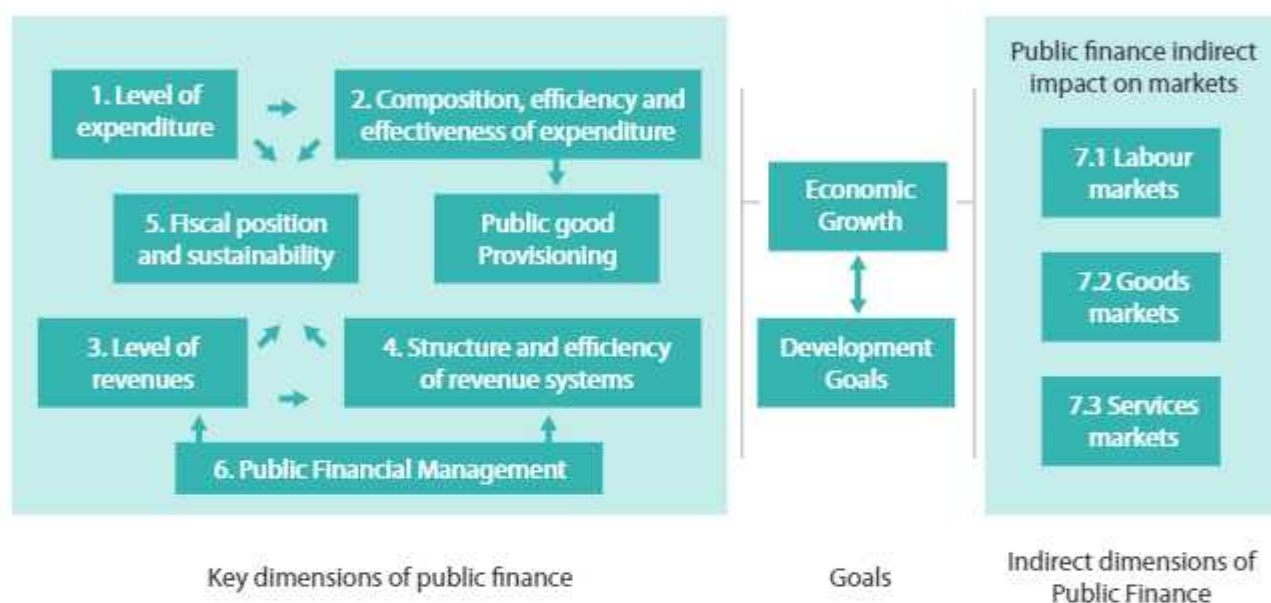 1. Level of
expenditure
2. Composition, efficiency and
effectiveness of expenditure
5. Fiscal position
and sustainability
Public good
Provisioning
3. Level of
revenues
4. Structure and efficiency
of revenue systems
6. Public Financial Management
Key dimensions of public finance
Economic
Growth
Development
Goals
Goals
Public finance indirect
impact on markets
7.1 Labour
markets
7.2 Goods
markets
7.3 Services
markets
Indirect dimensions of
Public Finance